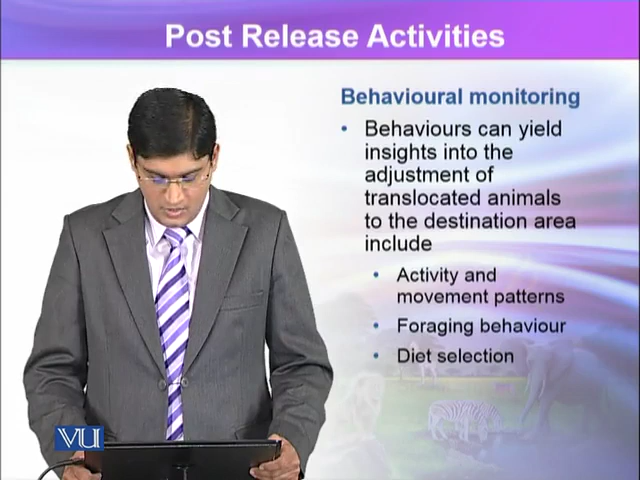 Post Release Activities
Behavioural monitoring
• Behaviours can yield
insights into the
adjustment of
translocated animals
to the destination area
include
• Activity and
movement patterns
• Foraging behaviour
• Diet selection
VU